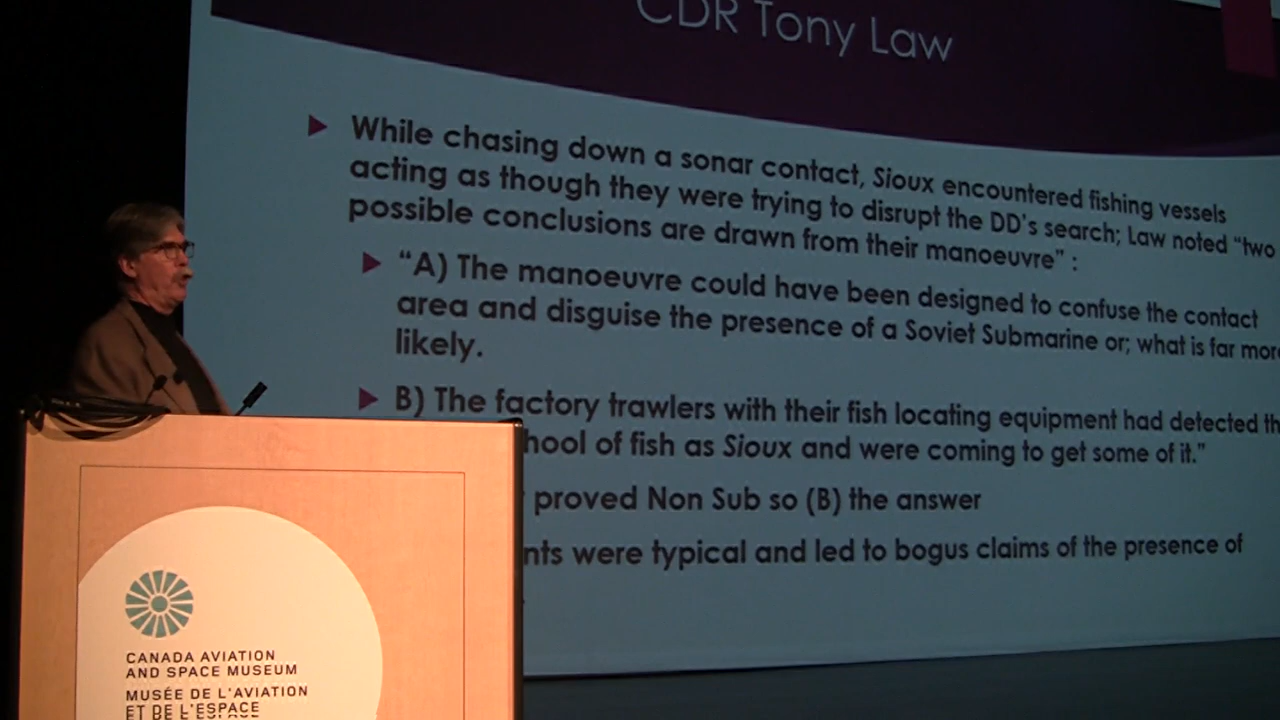 CDR Tony Law
While chasing down a sonar contact, Sioux encountered fishing vessels
acting as though they were trying to disrupt the DD's search; Law noted "two
possible conclusions are drawn from their manoeuvre" :
"A) The manoeuvre could have been designed to confuse the contact
area and disguise the presence of a Soviet Submarine or; what is far more
likely.
B) The factory trawlers with their fish locating equipment had detected th
hool of fish as Sioux and were coming to get some of it."
proved Non Sub so (B) the answer
nts were typical and led to bogus claims of the presence of
CANADA AVIATION
AND SPACE MUSEUM
MUSÉE DE L'AVIATION
ET DE L'ESPACE